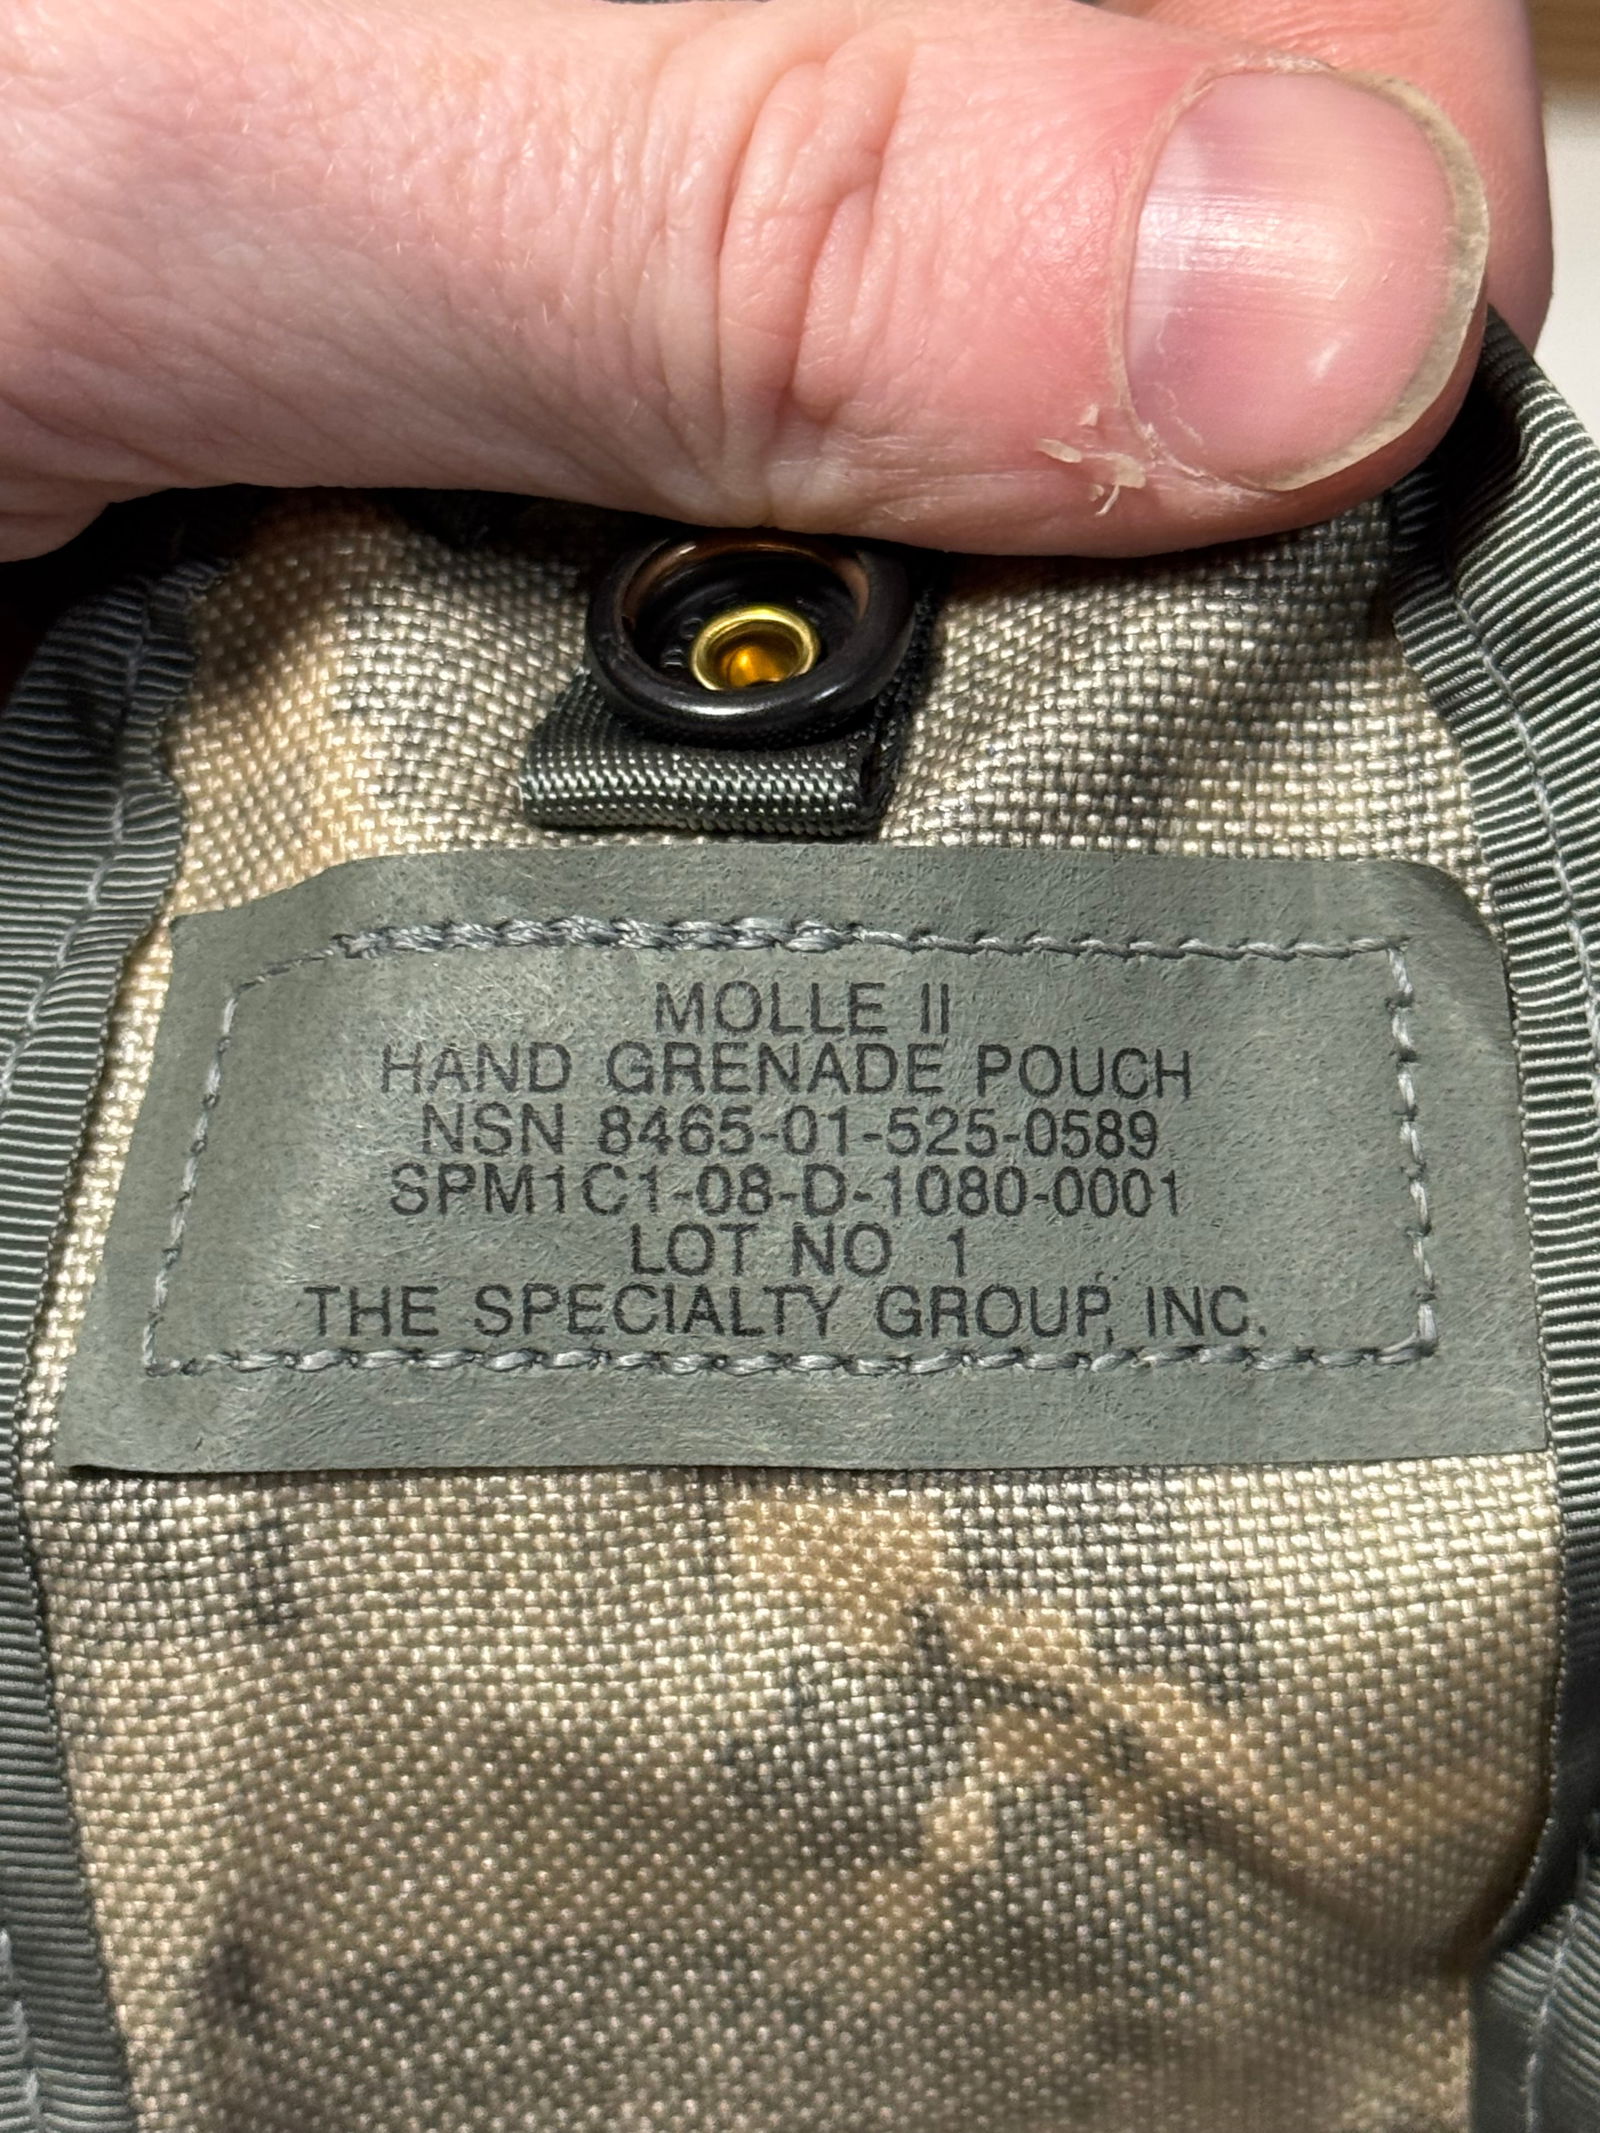 MOLLE II
HAND GRENADE POUCH
NSN 8465-01-525-0589
SPM1C1-08-D-1080-0001
LOT NO 1
THE SPECIALTY GROUP, INC.